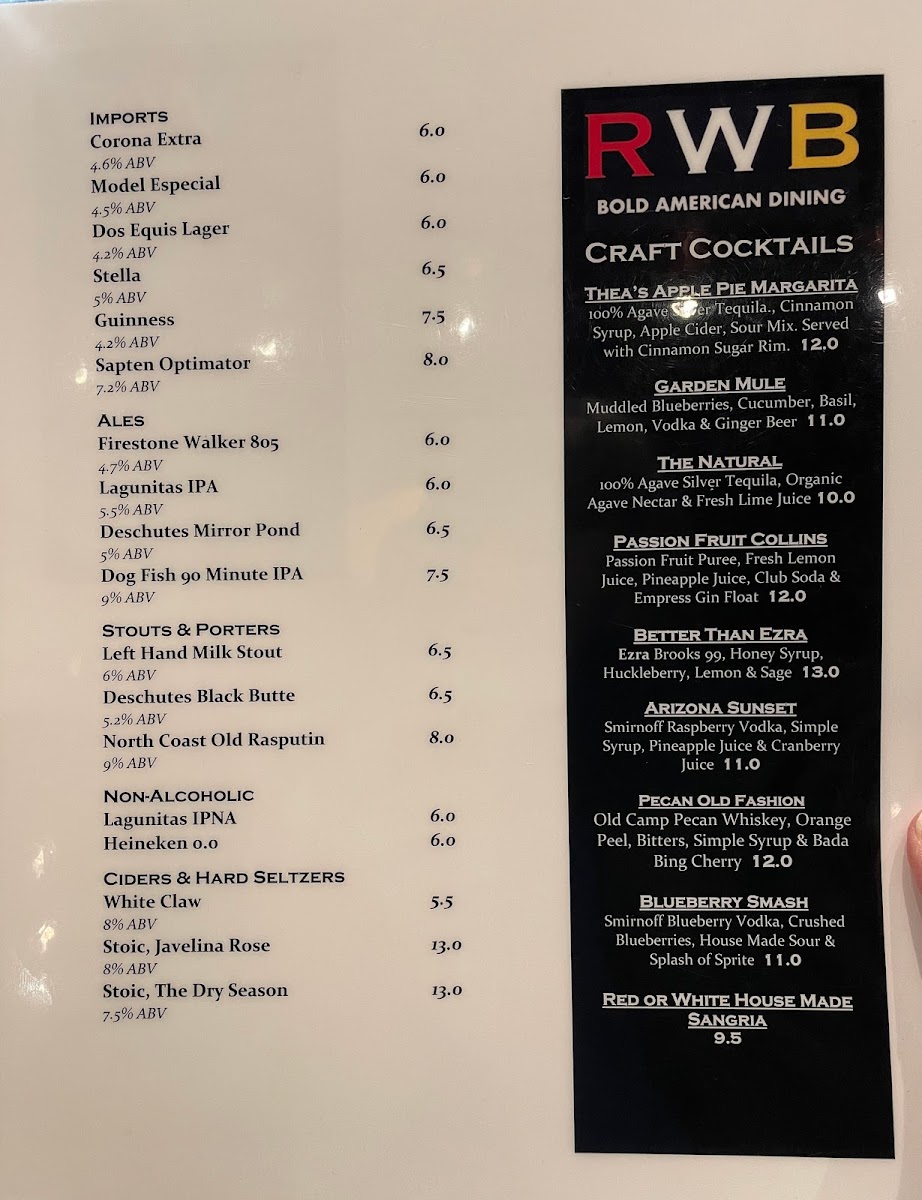 IMPORTS
Corona Extra 6.0
4.6% ABV
Model Especial 6.0
4.5% ABV
Dos Equis Lager 6.0
4.2% ABV
Stella 6.5
5% ABV
Guinness 7.5
4.2% ABV
Sapten Optimator 8.0
7.2% ABV
ALES
Firestone Walker 805 6.0
4.7% ABV
Lagunitas IPA 6.0
5.5% ABV
Deschutes Mirror Pond 6.5
5% ABV
Dog Fish 90 Minute IPA 7.5
9% ABV
STOUTS & PORTERS
Left Hand Milk Stout 6.5
6% ABV
Deschutes Black Butte 6.5
5.2% ABV
North Coast Old Rasputin 8.0
9% ABV
NON-ALCOHOLIC
Lagunitas IPNA 6.0
Heineken 0.0 6.0
CIDERS & HARD SELTZERS
White Claw 5.5
8% ABV
Stoic, Javelina Rose 13.0
8% ABV
Stoic, The Dry Season 13.0
7.5% ABV
RWB
BOLD AMERICAN DINING
CRAFT COCKTAILS
THEA'S APPLE PIE MARGARITA
100% Agave Silver Tequila., Cinnamon
Syrup, Apple Cider, Sour Mix. Served
with Cinnamon Sugar Rim. 12.0
GARDEN MULE
Muddled Blueberries, Cucumber, Basil,
Lemon, Vodka & Ginger Beer 11.0
THE NATURAL
100% Agave Silver Tequila, Organic
Agave Nectar & Fresh Lime Juice 10.0
PASSION FRUIT COLLINS
Passion Fruit Puree, Fresh Lemon
Juice, Pineapple Juice, Club Soda &
Empress Gin Float 12.0
BETTER THAN EZRA
Ezra Brooks 99, Honey Syrup,
Huckleberry, Lemon & Sage 13.0
ARIZONA SUNSET
Smirnoff Raspberry Vodka, Simple
Syrup, Pineapple Juice & Cranberry
Juice 11.0
PECAN OLD FASHION
Old Camp Pecan Whiskey, Orange
Peel, Bitters, Simple Syrup & Bada
Bing Cherry 12.0
BLUEBERRY SMASH
Smirnoff Blueberry Vodka, Crushed
Blueberries, House Made Sour &
Splash of Sprite 11.0
RED OR WHITE HOUSE MADE
SANGRIA
9.5